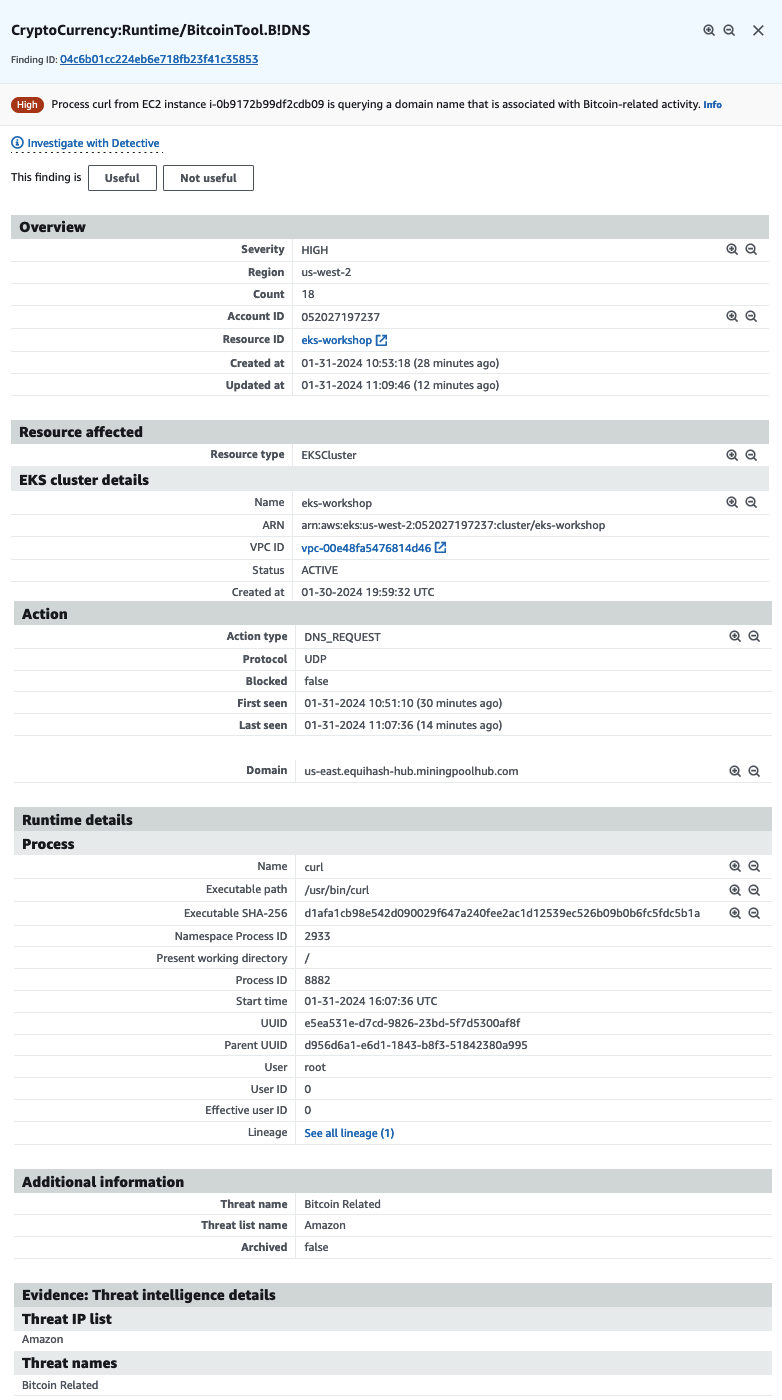 CryptoCurrency:Runtime/BitcoinTool.B!DNS
Finding ID: 04c6b01cc224eb6e718fb23f41c35853
High Process curl from EC2 instance i-0b9172b99df2cdb09 is querying a domain name that is associated with Bitcoin-related activity. Info
Investigate with Detective
This finding is Useful Not useful
Overview
Severity HIGH
Region us-west-2
Count 18
Account ID 052027197237
Resource ID eks-workshop
Created at 01-31-2024 10:53:18 (28 minutes ago)
Updated at 01-31-2024 11:09:46 (12 minutes ago)
Resource affected
Resource type EKSCluster
EKS cluster details
Name eks-workshop
ARN arn:aws:eks:us-west-2:052027197237:cluster/eks-workshop
VPC ID vpc-00e48fa5476814d46
Status ACTIVE
Created at 01-30-2024 19:59:32 UTC
Action
Action type DNS_REQUEST
Protocol UDP
Blocked false
First seen 01-31-2024 10:51:10 (30 minutes ago)
Last seen 01-31-2024 11:07:36 (14 minutes ago)
Domain us-east.equihash-hub.miningpoolhub.com
Runtime details
Process
Name curl
Executable path /usr/bin/curl
Executable SHA-256 d1afa1cb98e542d090029f647a240fee2ac1d12539ec526b09b0b6fc5fdc5b1a
Namespace Process ID 2933
Present working directory /
Process ID 8882
Start time 01-31-2024 16:07:36 UTC
UUID e5ea531e-d7cd-9826-23bd-5f7d5300af8f
Parent UUID d956d6a1-e6d1-1843-b8f3-51842380a995
User root
User ID 0
Effective user ID 0
Lineage See all lineage (1)
Additional information
Threat name Bitcoin Related
Threat list name Amazon
Archived false
Evidence: Threat intelligence details
Threat IP list
Amazon
Threat names
Bitcoin Related